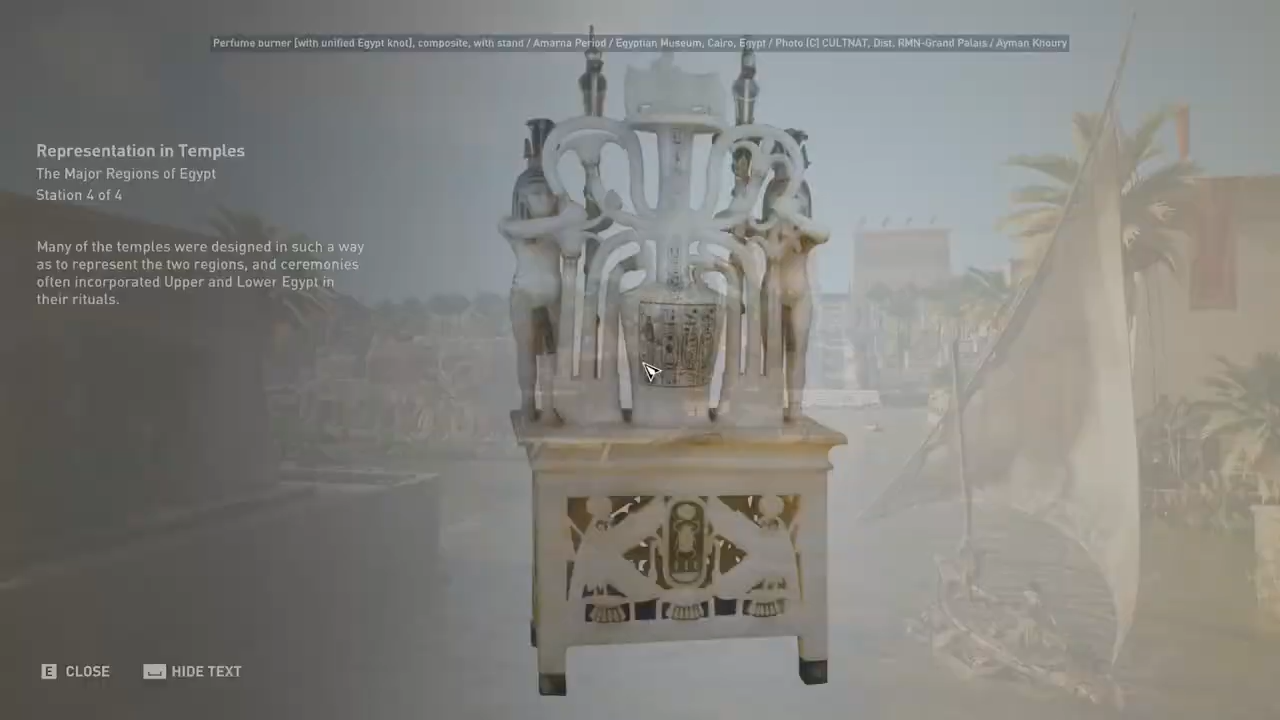 Perfume burner [with unified Egypt knot], composite, with stand / Amarna Period / Egyptian Museum, Cairo, Egypt / Photo (C) CULTNAT, Dist. RMN-Grand Palais / Ayman Khoury
Representation in Temples
The Major Regions of Egypt
Station 4 of 4
Many of the temples were designed in such a way
as to represent the two regions, and ceremonies
often incorporated Upper and Lower Egypt in
their rituals.
E CLOSE
HIDE TEXT